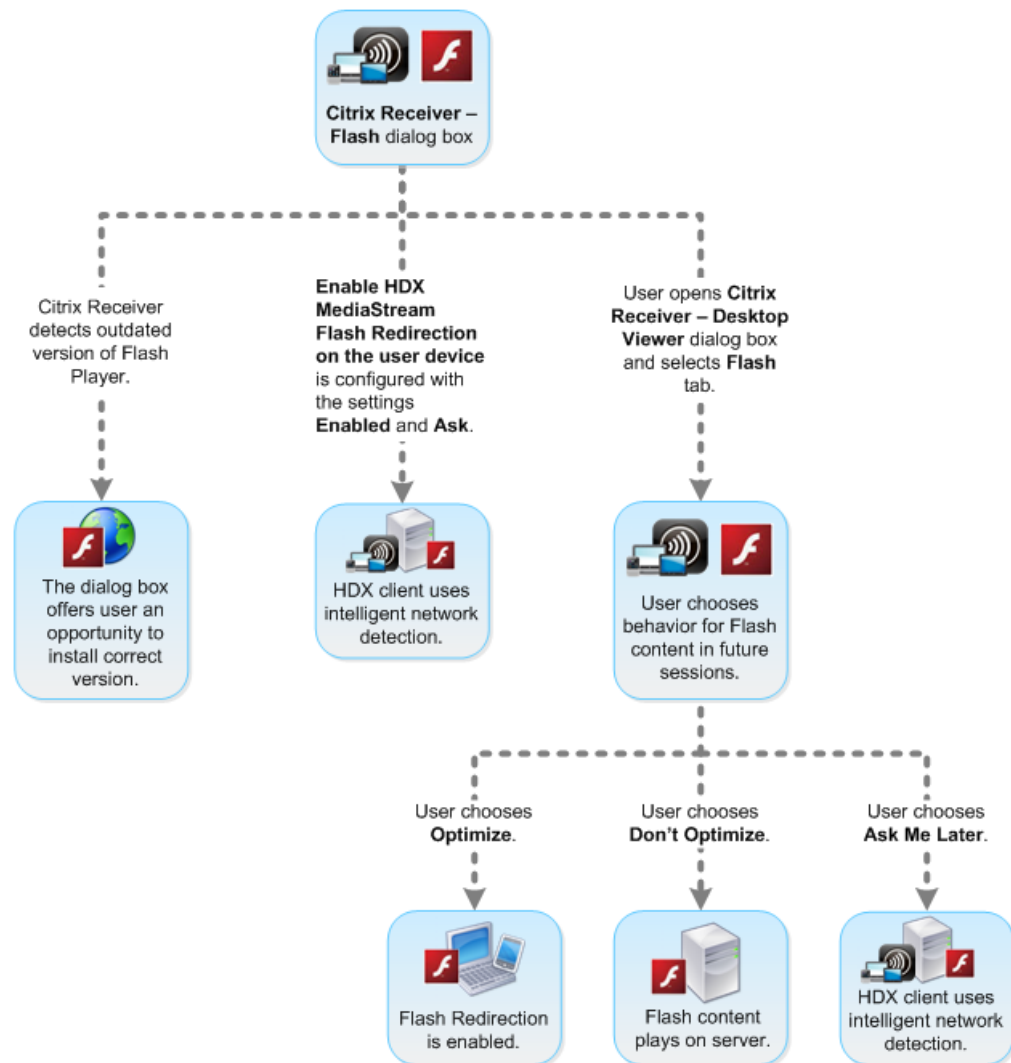 Citrix Receiver –
Flash dialog box
Citrix Receiver
detects outdated
version of Flash
Player.
Enable HDX
MediaStream
Flash Redirection
on the user device
is configured with
the settings
Enabled and Ask.
User opens Citrix
Receiver – Desktop
Viewer dialog box
and selects Flash
tab.
The dialog box
offers user an
opportunity to
install correct
version.
HDX client uses
intelligent network
detection.
User chooses
behavior for Flash
content in future
sessions.
User chooses
Optimize.
User chooses
Don't Optimize.
User chooses
Ask Me Later.
Flash Redirection
is enabled.
Flash content
plays on server.
HDX client uses
intelligent network
detection.